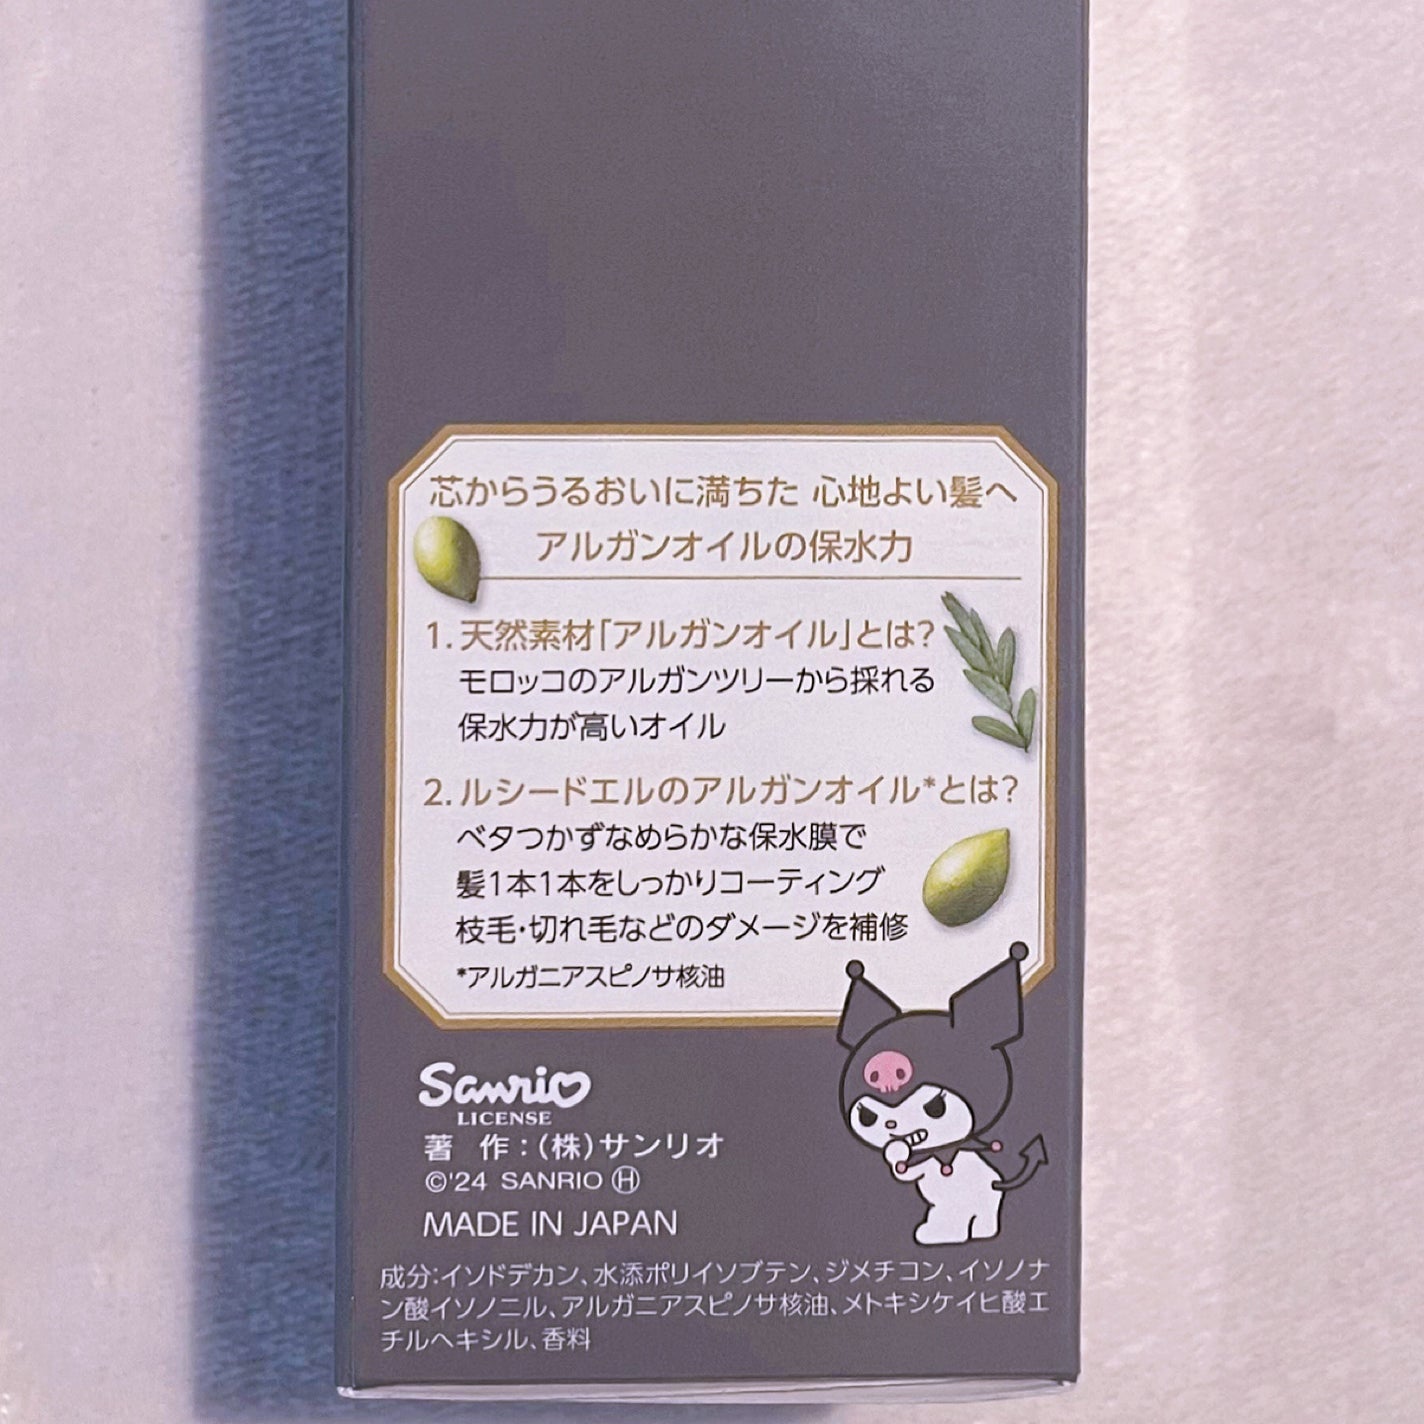 芯からうるおいに満ちた 心地よい髪へ
アルガンオイルの保水力
1. 天然素材「アルガンオイル」とは?
モロッコのアルガンツリーから採れる
保水力が高いオイル
2. ルシードエルのアルガンオイル*とは?
ベタつかずなめらかな保水膜で
髪1本1本をしっかりコーティング
枝毛・切れ毛などのダメージを補修
*アルガニアスピノサ核油
Sanrio
LICENSE
著 作:(株)サンリオ
©'24 SANRIO Ⓗ
MADE IN JAPAN
成分:イソドデカン、水添ポリイソブテン、ジメチコン、イソノナ
ン酸イソノニル、アルガニアスピノサ核油、メトキシケイヒ酸エ
チルヘキシル、香料